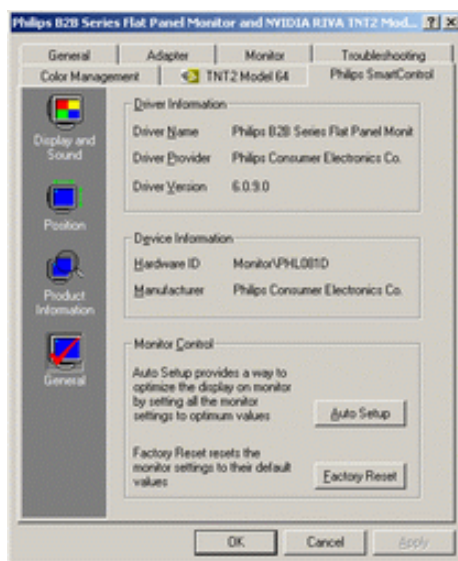 Philips B2B Series Flat Panel Monitor and NVIDIA RIVA TNT2 Mod...
General Adapter Monitor Troubleshooting
Color Management TNT2 Model 64 Philips SmartControl
Display and
Sound
Position
Product
Information
General
Driver Information
Driver Name Philips B2B Series Flat Panel Monit
Driver Provider Philips Consumer Electronics Co.
Driver Version 6.0.9.0
Device Information
Hardware ID Monitor\PHL081D
Manufacturer Philips Consumer Electronics Co.
Monitor Control
Auto Setup provides a way to
optimize the display on monitor
by setting all the monitor
settings to optimum values
Auto Setup
Factory Reset resets the
monitor settings to their default
values
Factory Reset
OK Cancel Apply